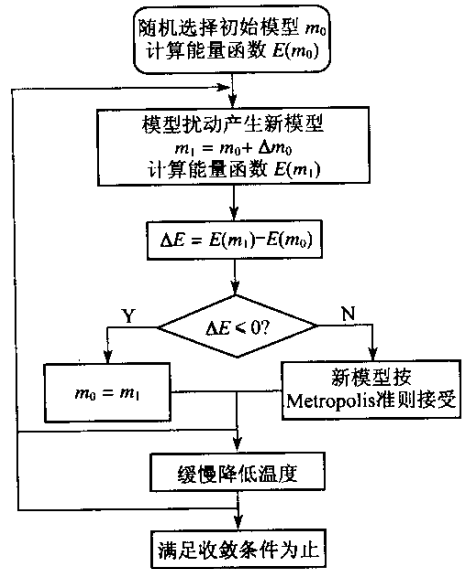 随机选择初始模型 m₀
计算能量函数 E(m₀)
模型扰动产生新模型
m₁ = m₀ + Δm₀
计算能量函数 E(m₁)
ΔE = E(m₁)−E(m₀)
Y
ΔE ⩽ 0?
N
m₀ = m₁
新模型按
Metropolis准则接受
缓慢降低温度
满足收敛条件为止